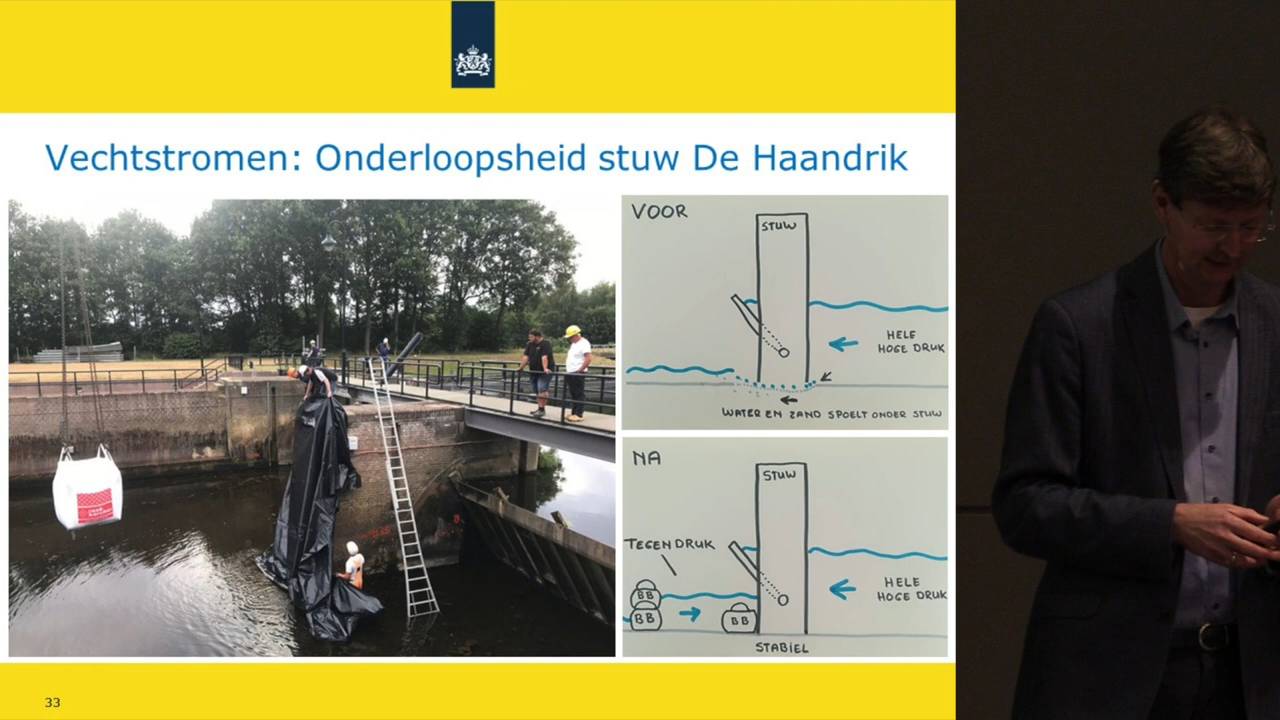 Vechtstromen: Onderloopsheid stuw De Haandrik
VOOR
STUW
HELE
HOGE DRUK
WATER EN ZAND SPOELT ONDER STUW
NA
STUW
TEGENDRUK
HELE
HOGE DRUK
BB
BB
BB
STABIEL
33